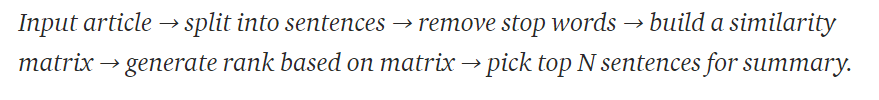 Input article → split into sentences → remove stop words → build a similarity
matrix → generate rank based on matrix → pick top N sentences for summary.